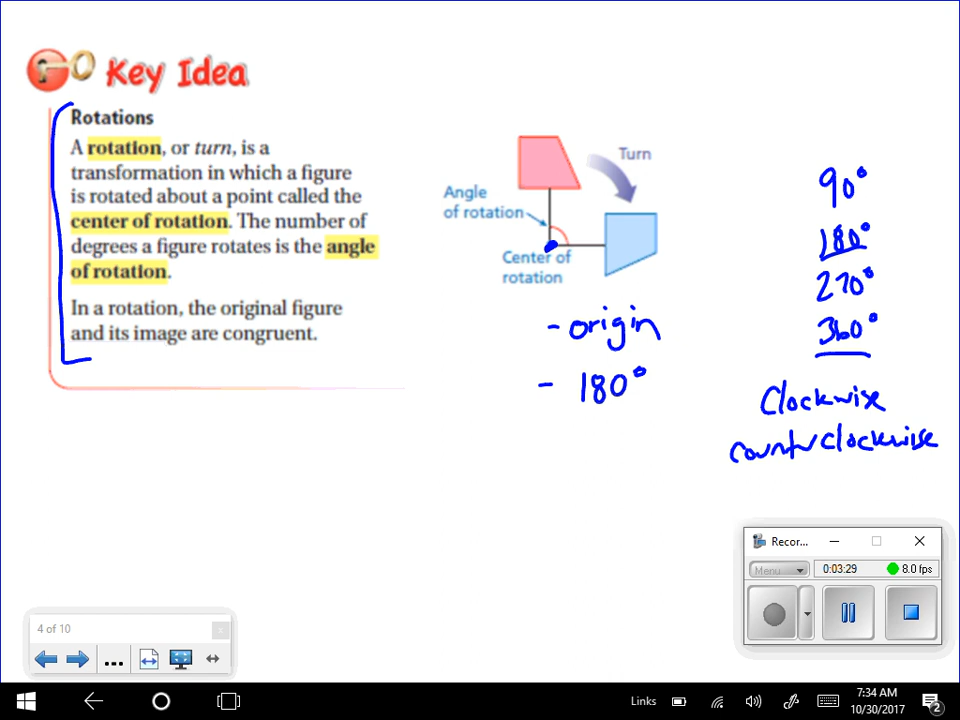 Key Idea
Rotations
A rotation, or turn, is a
transformation in which a figure
is rotated about a point called the
center of rotation. The number of
degrees a figure rotates is the angle
of rotation.
In a rotation, the original figure
and its image are congruent.
Turn
Angle
of rotation
Center of
rotation
- origin
- 180°
90°
180°
270°
360°
Clockwise
counterclockwise
Recor...
Menu
0:03:29
8.0 fps
4 of 10
x
...
Links
7:34 AM
10/30/2017
2